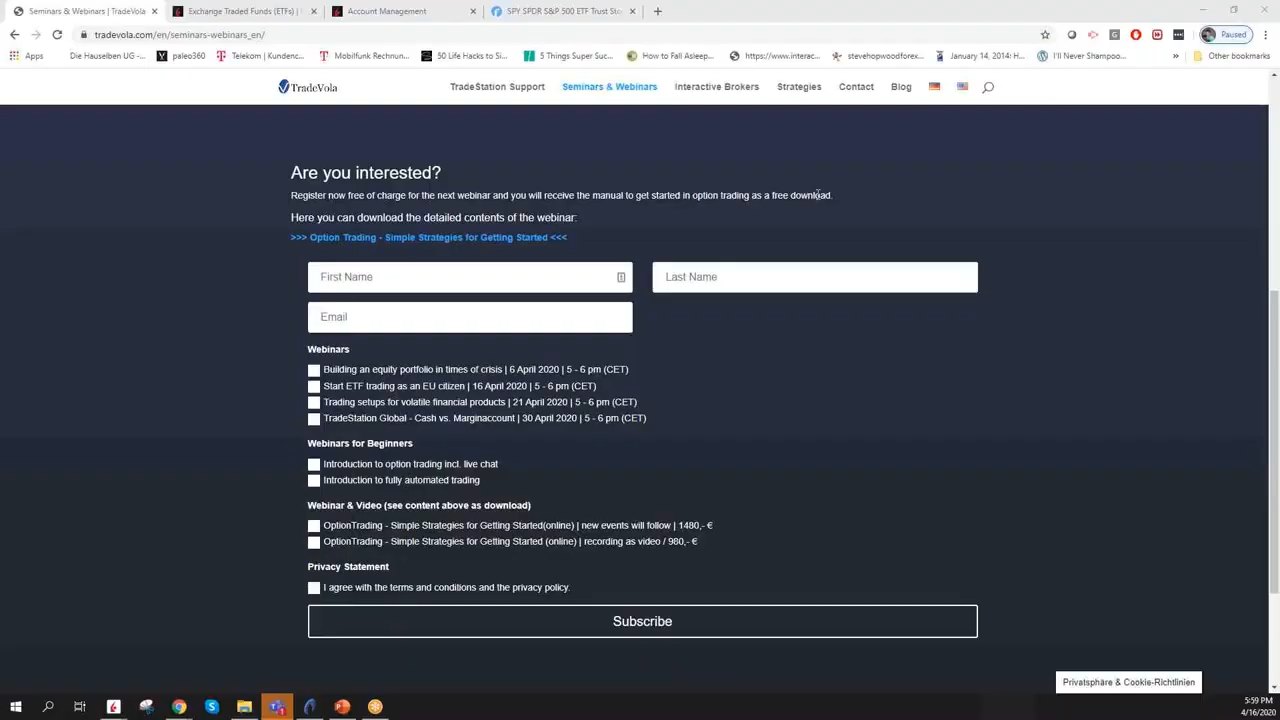 Seminars & Webinars | TradeVola
Exchange Traded Funds (ETFs) |
Account Management
SPY SPDR S&P 500 ETF Trust Sto
tradevola.com/en/seminars-webinars_en/
Paused
Apps
Die Hauselben UG -...
paleo360
Telekom | Kundenc...
Mobilfunk Rechnun...
50 Life Hacks to Si...
5 Things Super Suc...
How to Fall Asleep...
https://www.interac...
stevehopwoodforex...
January 14, 2014: H...
I'll Never Shampoo...
»
Other bookmarks
TradeVola
TradeStation Support
Seminars & Webinars
Interactive Brokers
Strategies
Contact
Blog
Are you interested?
Register now free of charge for the next webinar and you will receive the manual to get started in option trading as a free download.
Here you can download the detailed contents of the webinar:
>>> Option Trading - Simple Strategies for Getting Started <<<
First Name
Last Name
Email
Webinars
Building an equity portfolio in times of crisis | 6 April 2020 | 5 - 6 pm (CET)
Start ETF trading as an EU citizen | 16 April 2020 | 5 - 6 pm (CET)
Trading setups for volatile financial products | 21 April 2020 | 5 - 6 pm (CET)
TradeStation Global - Cash vs. Marginaccount | 30 April 2020 | 5 - 6 pm (CET)
Webinars for Beginners
Introduction to option trading incl. live chat
Introduction to fully automated trading
Webinar & Video (see content above as download)
OptionTrading - Simple Strategies for Getting Started(online) | new events will follow | 1480,- €
OptionTrading - Simple Strategies for Getting Started (online) | recording as video / 980,- €
Privacy Statement
I agree with the terms and conditions and the privacy policy.
Subscribe
Privatsphäre & Cookie-Richtlinien
5:59 PM
4/16/2020